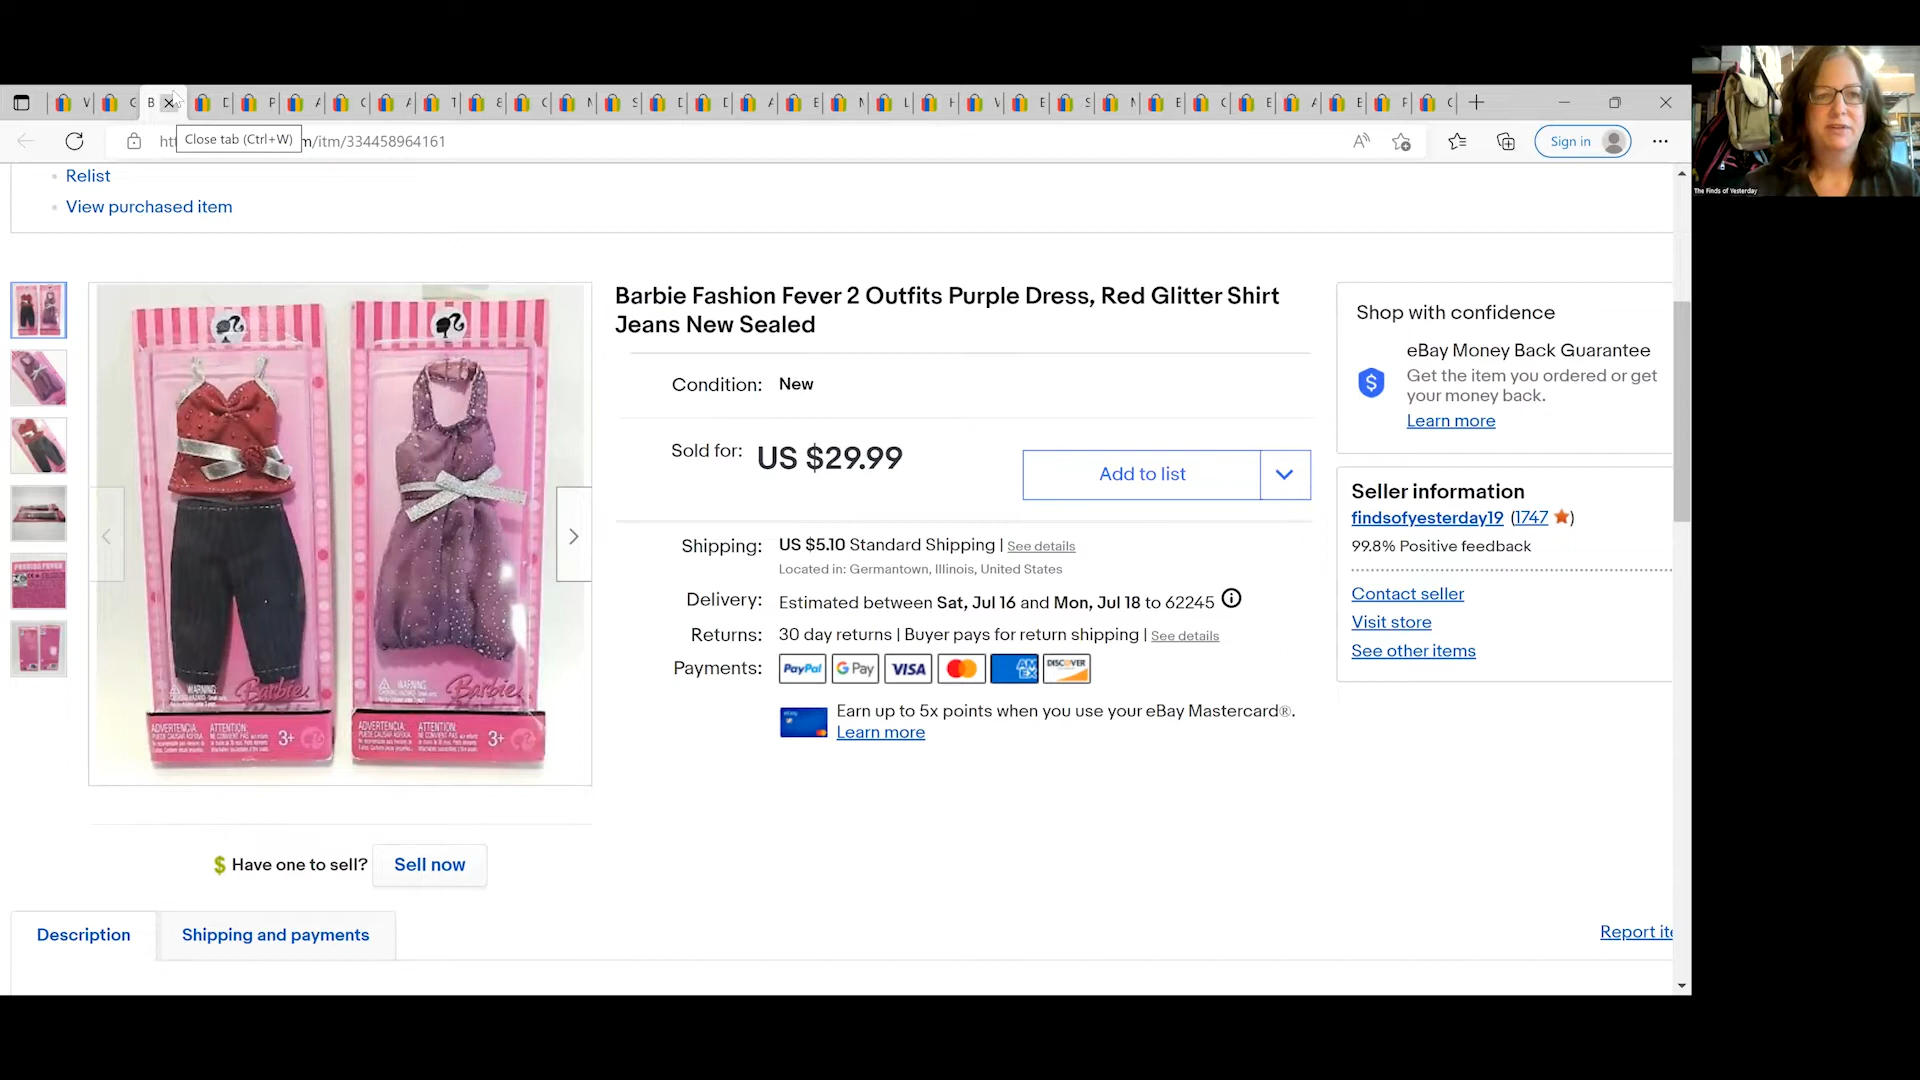 B
Close tab (Ctrl+W)
m/itm/334458964161
Sign in
The Finds of Yesterday
Relist
View purchased item
Barbie Fashion Fever 2 Outfits Purple Dress, Red Glitter Shirt
Jeans New Sealed
Condition: New
Sold for: US $29.99
Add to list
Shipping: US $5.10 Standard Shipping | See details
Located in: Germantown, Illinois, United States
Delivery: Estimated between Sat, Jul 16 and Mon, Jul 18 to 62245
Returns: 30 day returns | Buyer pays for return shipping | See details
Payments: PayPal G Pay VISA AMEX DISCOVER
Earn up to 5x points when you use your eBay Mastercard®.
Learn more
Shop with confidence
eBay Money Back Guarantee
Get the item you ordered or get
your money back.
Learn more
Seller information
findsofyesterday19 (1747)
99.8% Positive feedback
Contact seller
Visit store
See other items
WARNING:
Barbie
ADVERTENCIA: ATTENTION:
3+
WARNING:
Barbie
ADVERTENCIA: ATTENTION:
3+
Have one to sell? Sell now
Description
Shipping and payments
Report ite